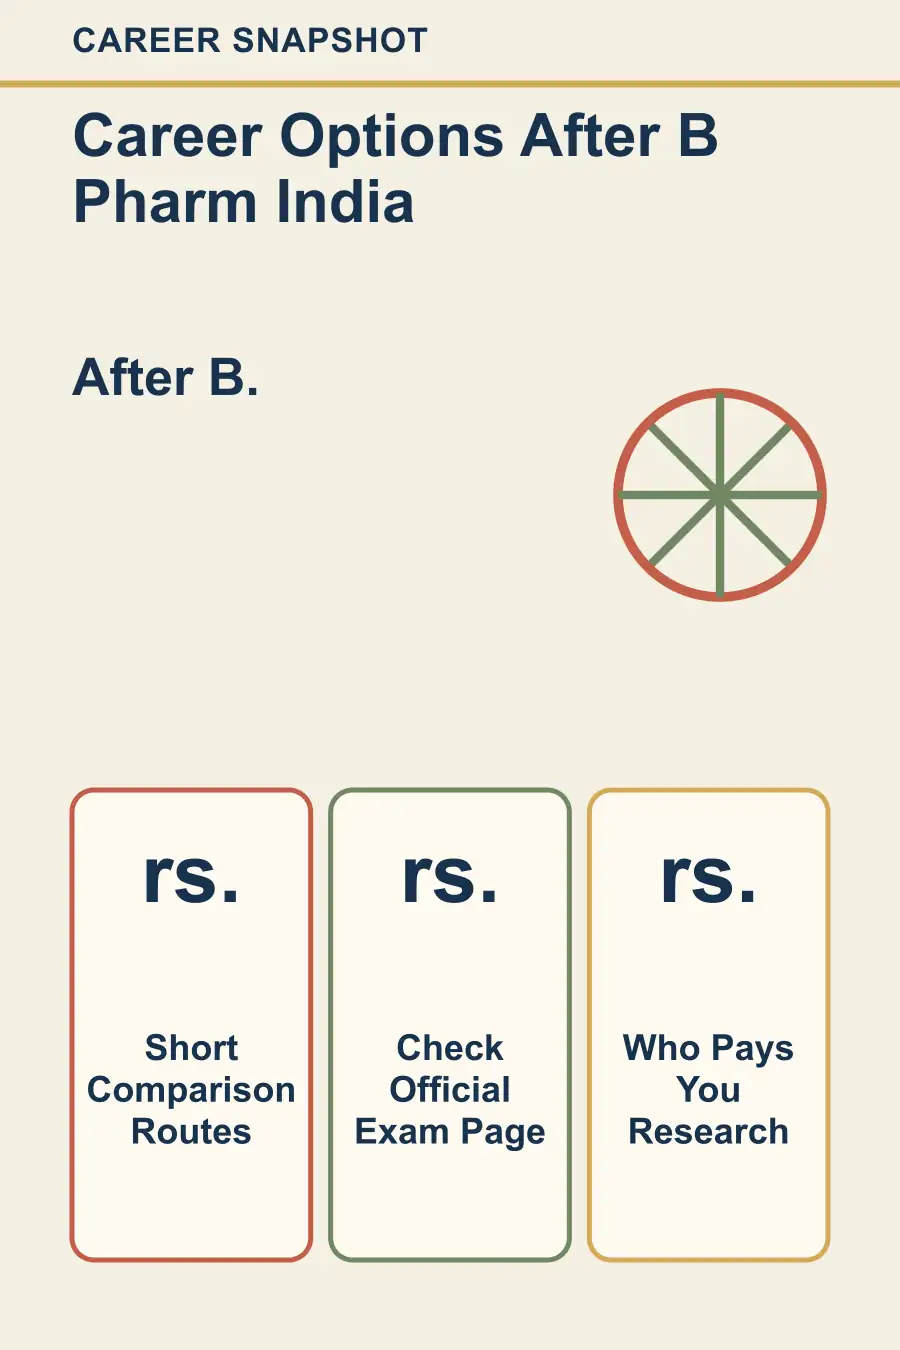 CAREER SNAPSHOT
Career Options After B
Pharm India
After B.
rs.
Short
Comparison
Routes
rs.
Check
Official
Exam Page
rs.
Who Pays
You
Research